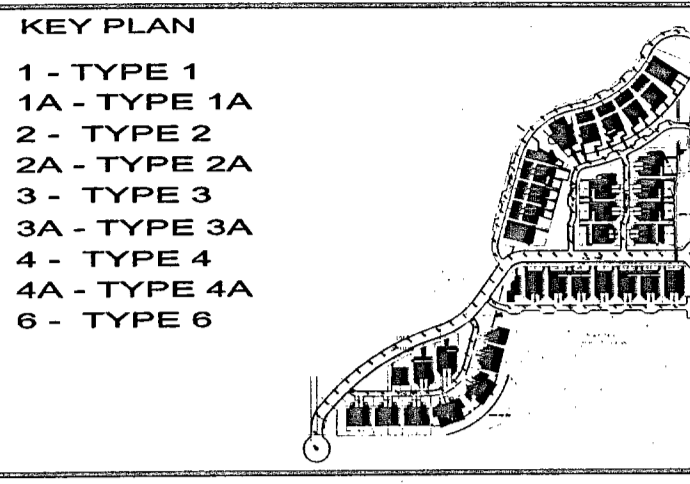 KEY PLAN
1 - TYPE 1
1A - TYPE 1A
2 - TYPE 2
2A - TYPE 2A
3 - TYPE 3
3A - TYPE 3A
4 - TYPE 4
4A - TYPE 4A
6 - TYPE 6